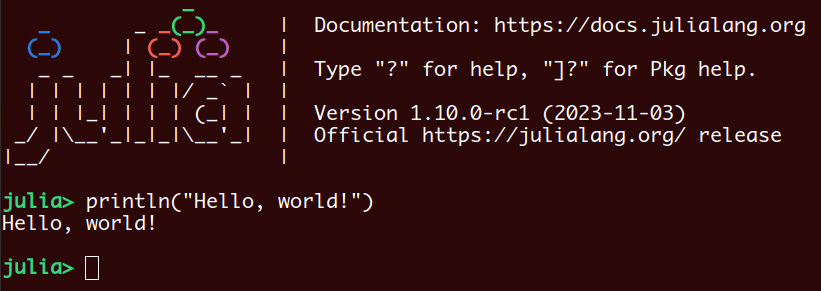 _
   _       _ _(_)_     |  Documentation: https://docs.julialang.org
  (_)     | (_) (_)    |
   _ _   _| |_  __ _   |  Type "?" for help, "]?" for Pkg help.
  | | | | | | |/ _` |  |
  | | |_| | | | (_| |  |  Version 1.10.0-rc1 (2023-11-03)
 _/ |\__'_|_|_|\__'_|  |  Official https://julialang.org/ release
|__/                   |
julia> println("Hello, world!")
Hello, world!
julia>